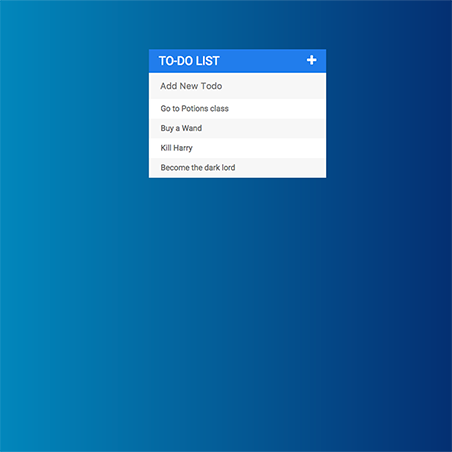 TO-DO LIST
Add New Todo
Go to Potions class
Buy a Wand
Kill Harry
Become the dark lord